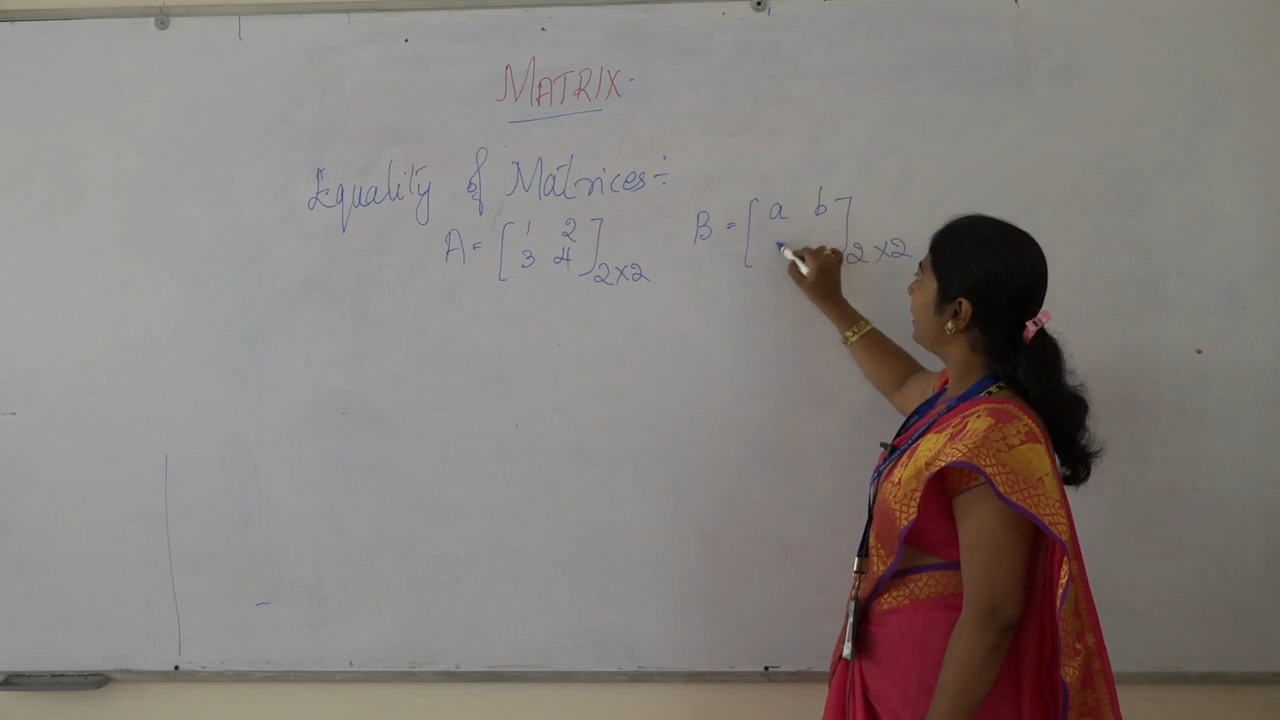 MATRIX.
Equality of Matrices:-
A = [ 1 2 B = [ a b ]
3 4 ] 2x2 2x2